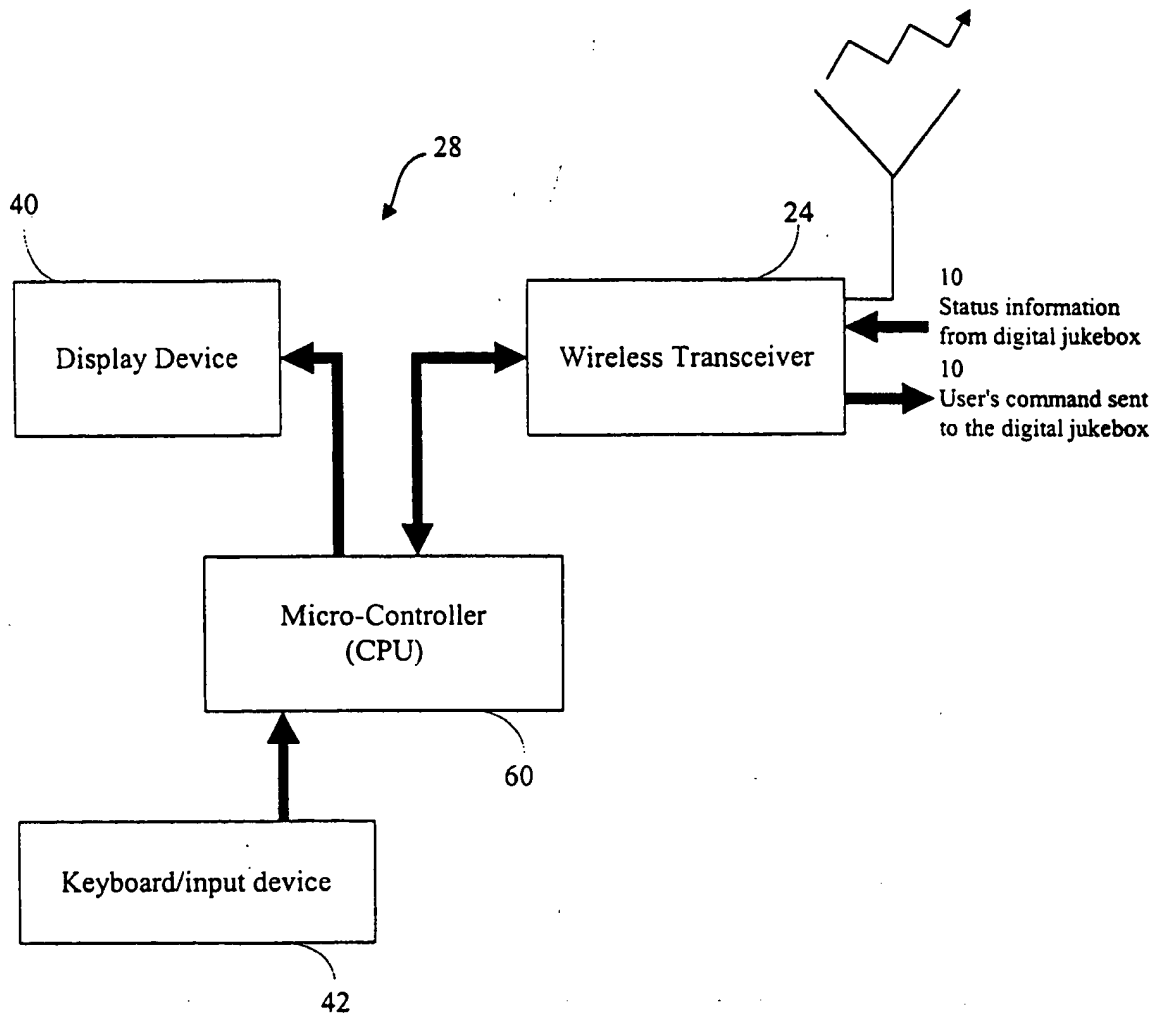 28
40
24
10
Status information
from digital jukebox
10
User's command sent
to the digital jukebox
Display Device
Wireless Transceiver
Micro-Controller
(CPU)
60
Keyboard/input device
42